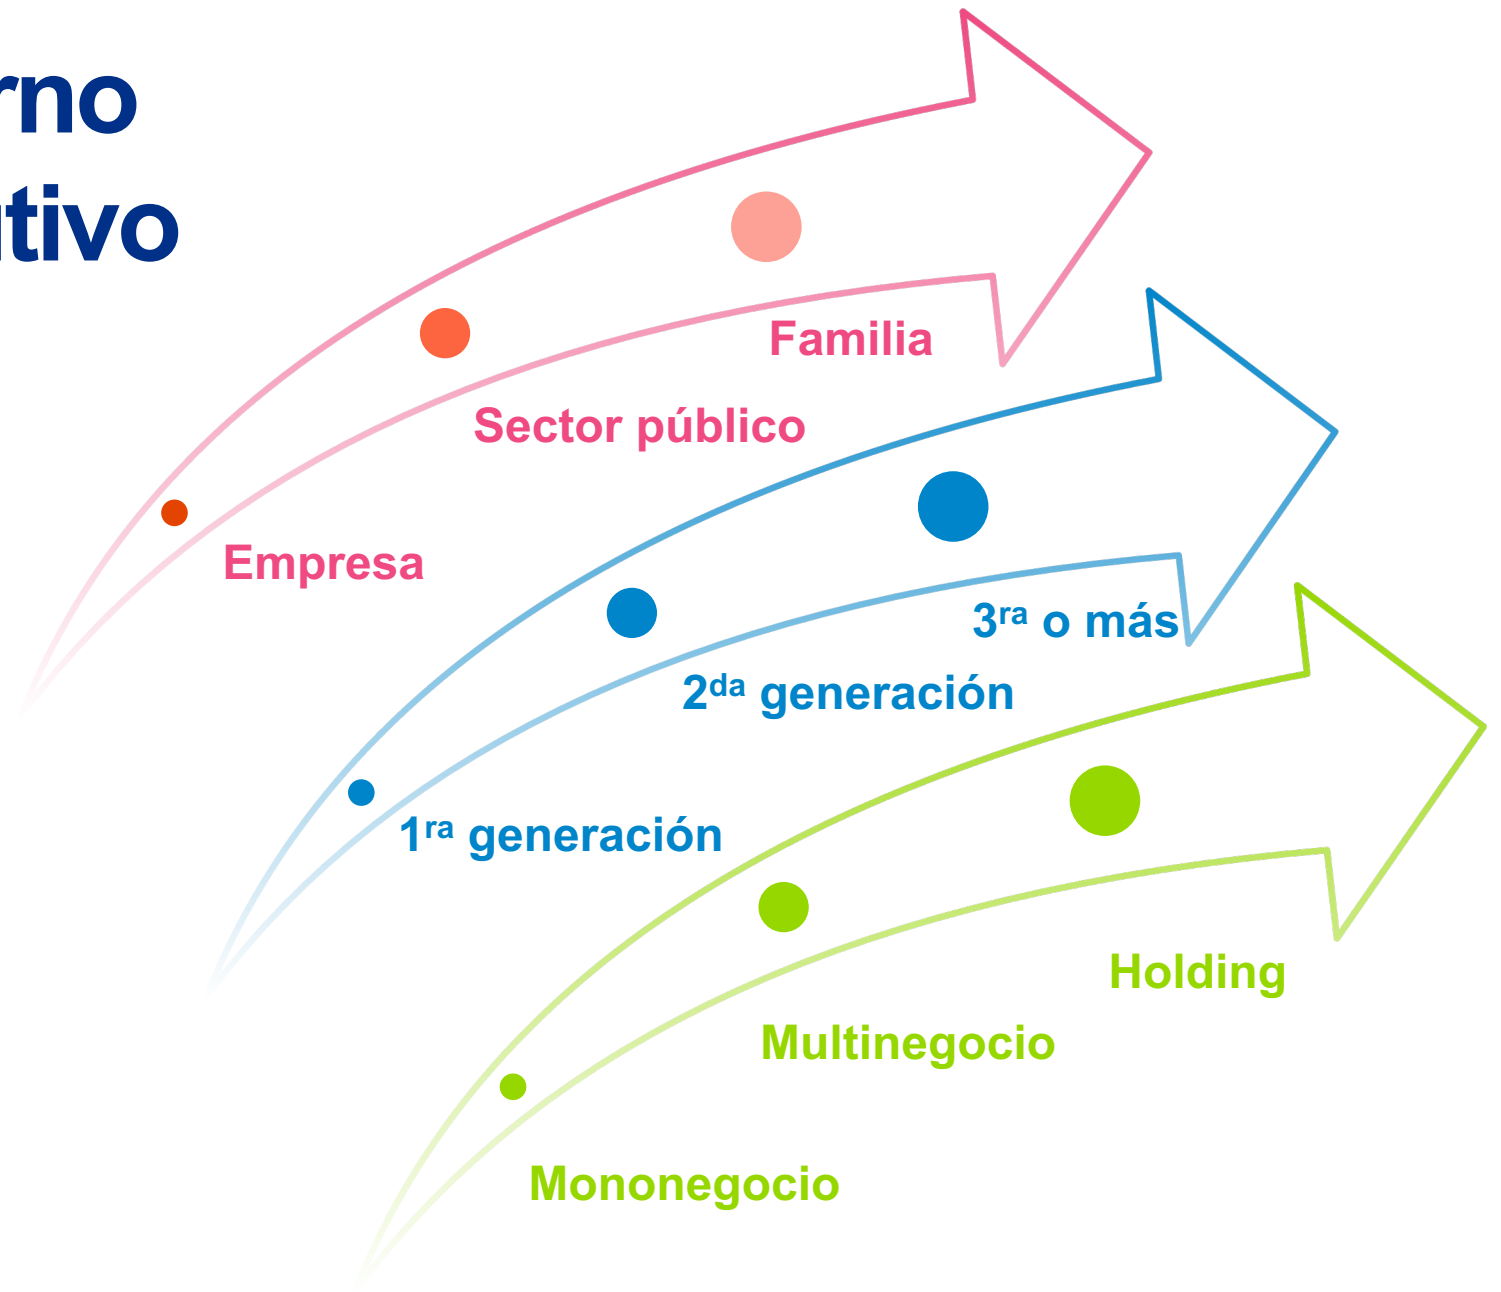 rno
tivo
Familia
Sector público
Empresa
3ra o más
2da generación
1ra generación
Holding
Multinegocio
Mononegocio